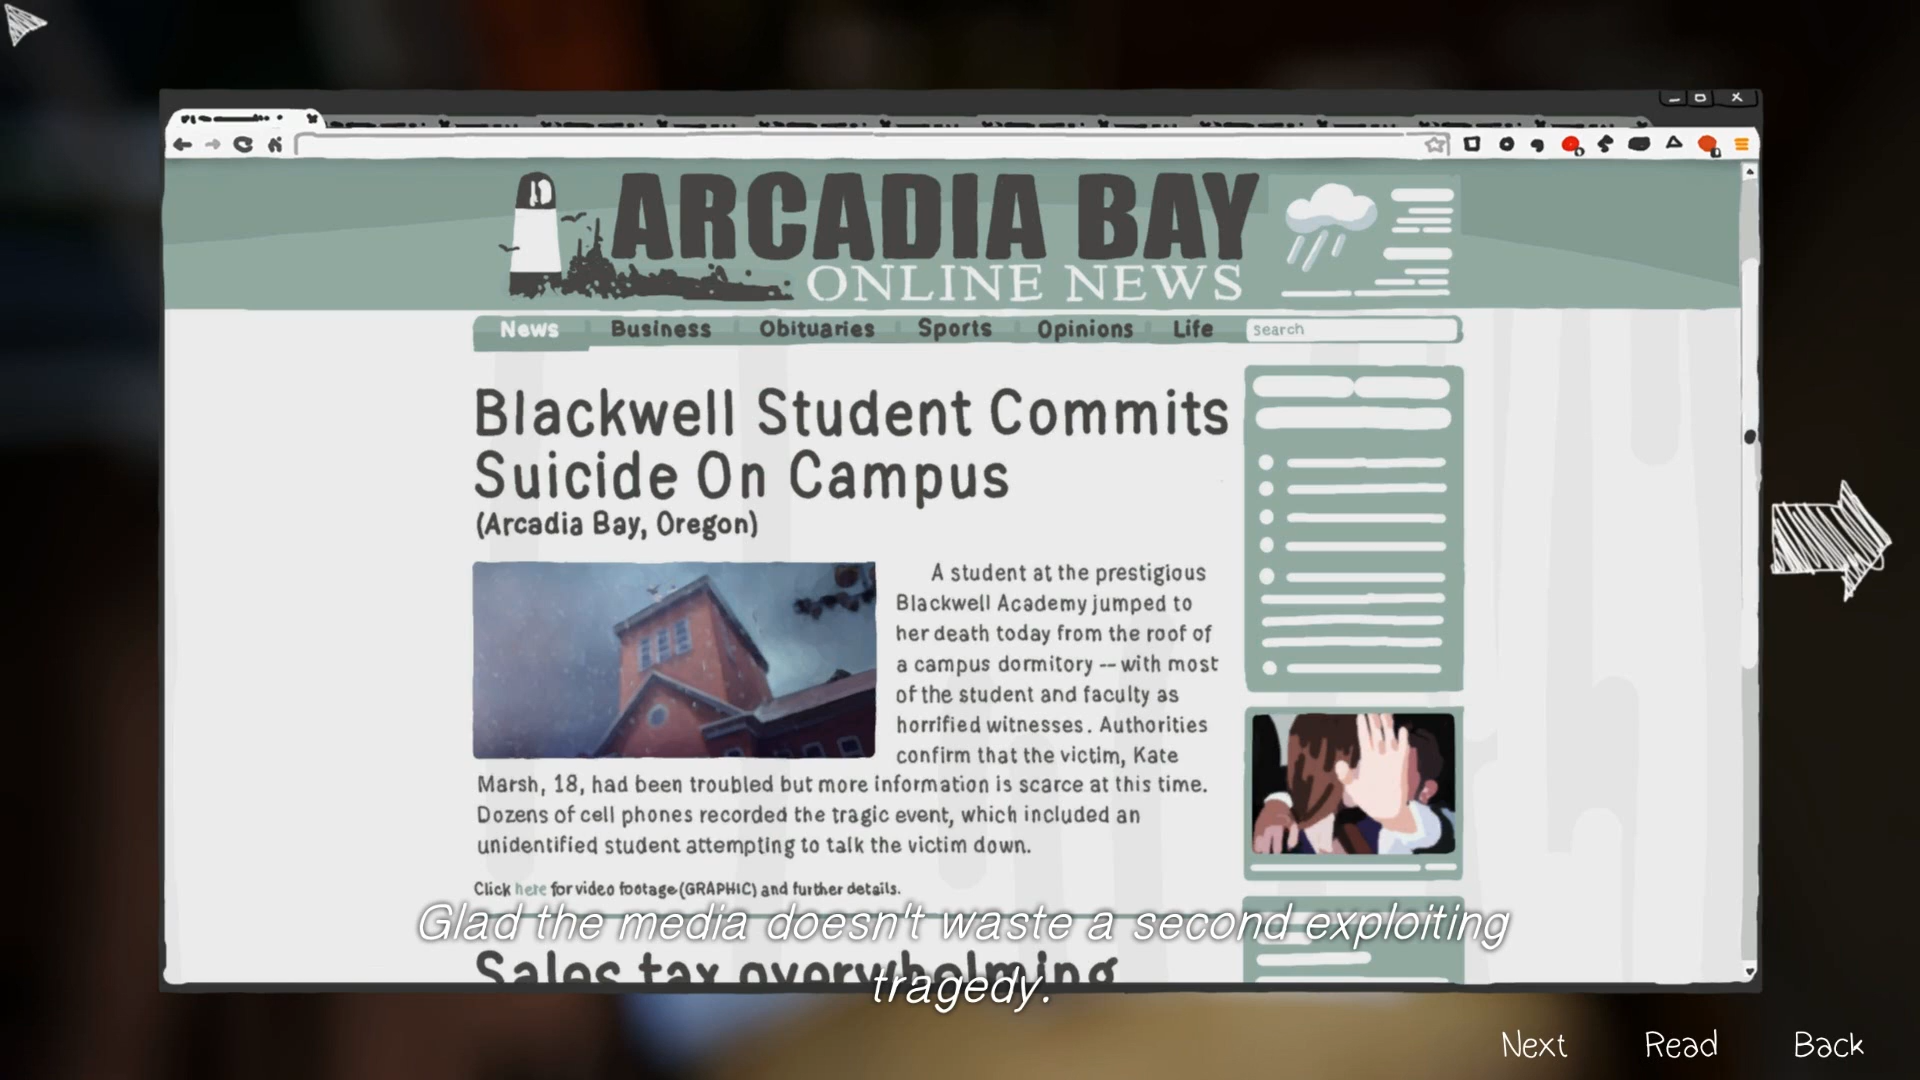 ARCADIA BAY
ONLINE NEWS
News Business Obituaries Sports Opinions Life search
Blackwell Student Commits
Suicide On Campus
(Arcadia Bay, Oregon)
A student at the prestigious
Blackwell Academy jumped to
her death today from the roof of
a campus dormitory -- with most
of the student and faculty as
horrified witnesses. Authorities
confirm that the victim, Kate
Marsh, 18, had been troubled but more information is scarce at this time.
Dozens of cell phones recorded the tragic event, which included an
unidentified student attempting to talk the victim down.
Click here for video footage (GRAPHIC) and further details.
Glad the media doesn't waste a second exploiting
Sales tax overwhelming
tragedy.
Next Read Back